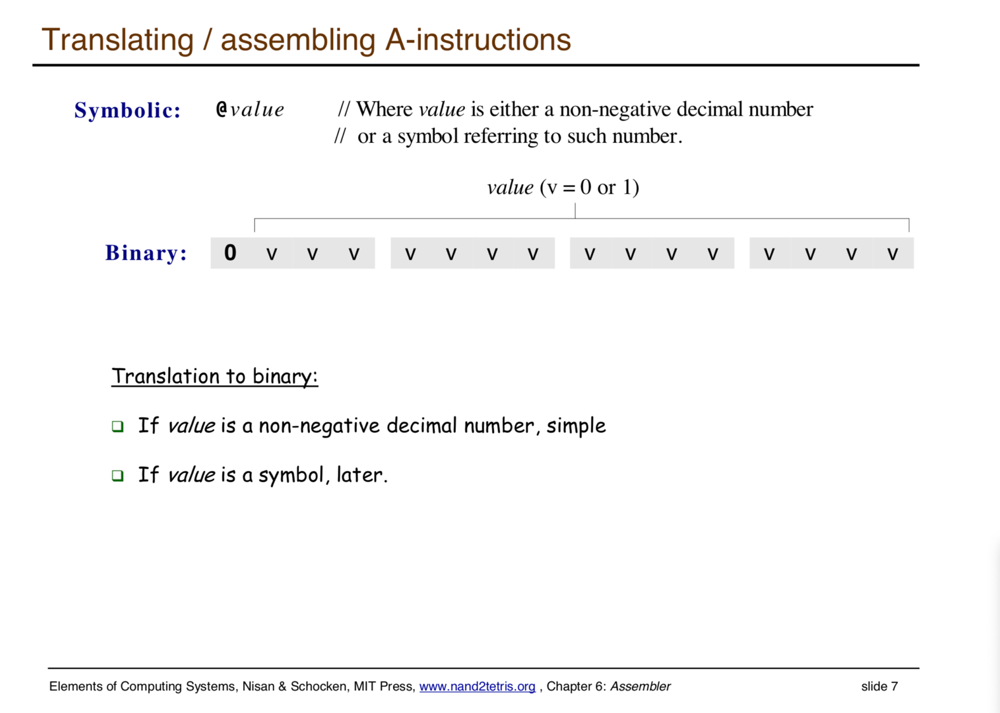 Translating / assembling A-instructions
Symbolic: @value // Where value is either a non-negative decimal number
// or a symbol referring to such number.
value (v = 0 or 1)
Binary: 0 v v v v v v v v v v v v v v v
Translation to binary:
❑ If value is a non-negative decimal number, simple
❑ If value is a symbol, later.
Elements of Computing Systems, Nisan & Schocken, MIT Press, www.nand2tetris.org , Chapter 6: Assembler slide 7